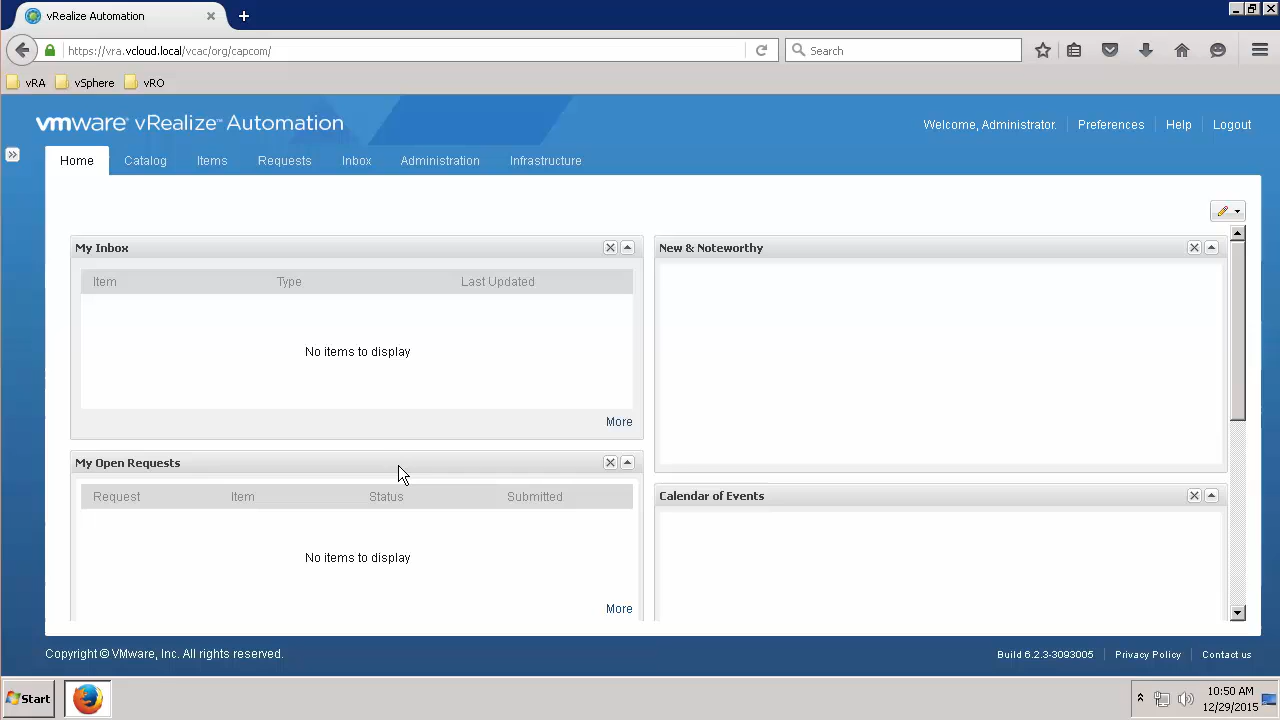 vRealize Automation
https://vra.vcloud.local/vcac/org/capcom/
Search
vRA
vSphere
vRO
vmware® vRealize™ Automation
Welcome, Administrator.
Preferences
Help
Logout
Home
Catalog
Items
Requests
Inbox
Administration
Infrastructure
My Inbox
Item Type Last Updated
No items to display
More
New & Noteworthy
My Open Requests
Request Item Status Submitted
No items to display
More
Calendar of Events
Copyright © VMware, Inc. All rights reserved.
Build 6.2.3-3093005
Privacy Policy
Contact us
Start
10:50 AM
12/29/2015